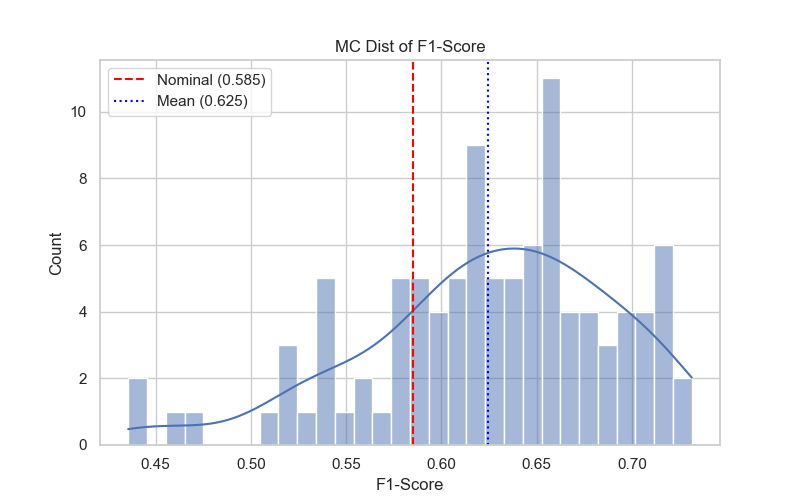 MC Dist of F1-Score
Nominal (0.585)
Mean (0.625)
10
8
6
4
2
0
Count
0.45 0.50 0.55 0.60 0.65 0.70
F1-Score